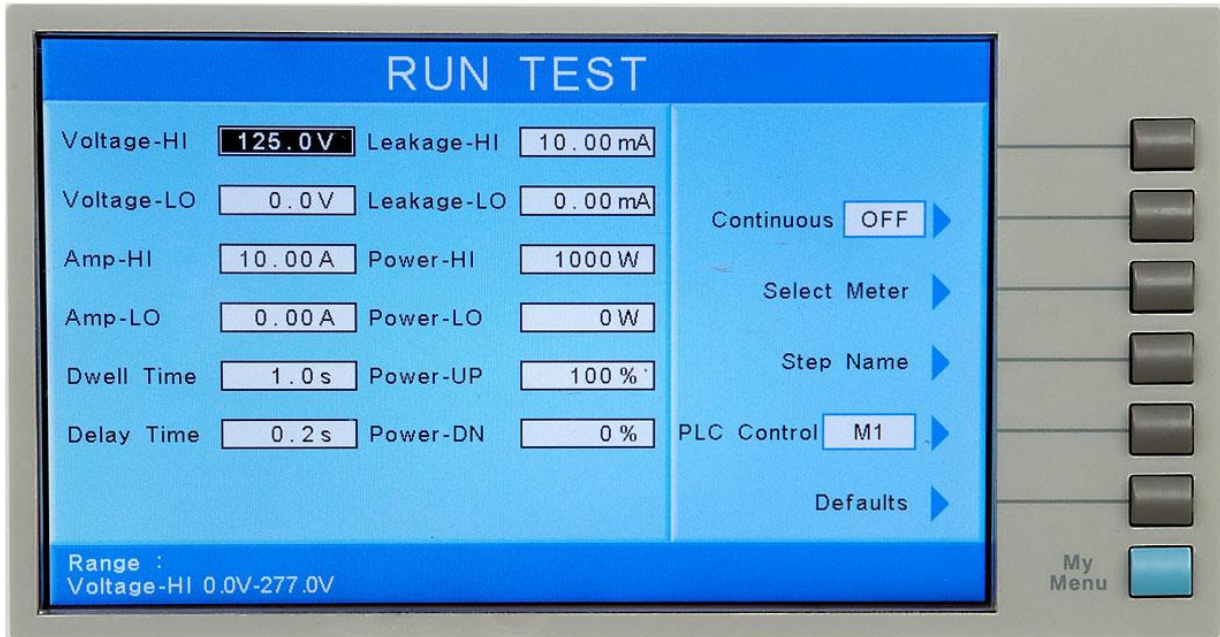 RUN TEST
Voltage-HI 125.0V Leakage-HI 10.00mA
Voltage-LO 0.0V Leakage-LO 0.00mA
Continuous OFF
Amp-HI 10.00A Power-HI 1000W
Select Meter
Amp-LO 0.00A Power-LO 0W
Step Name
Dwell Time 1.0s Power-UP 100%
Delay Time 0.2s Power-DN 0%
PLC Control M1
Defaults
Range :
Voltage-HI 0.0V-277.0V
My
Menu